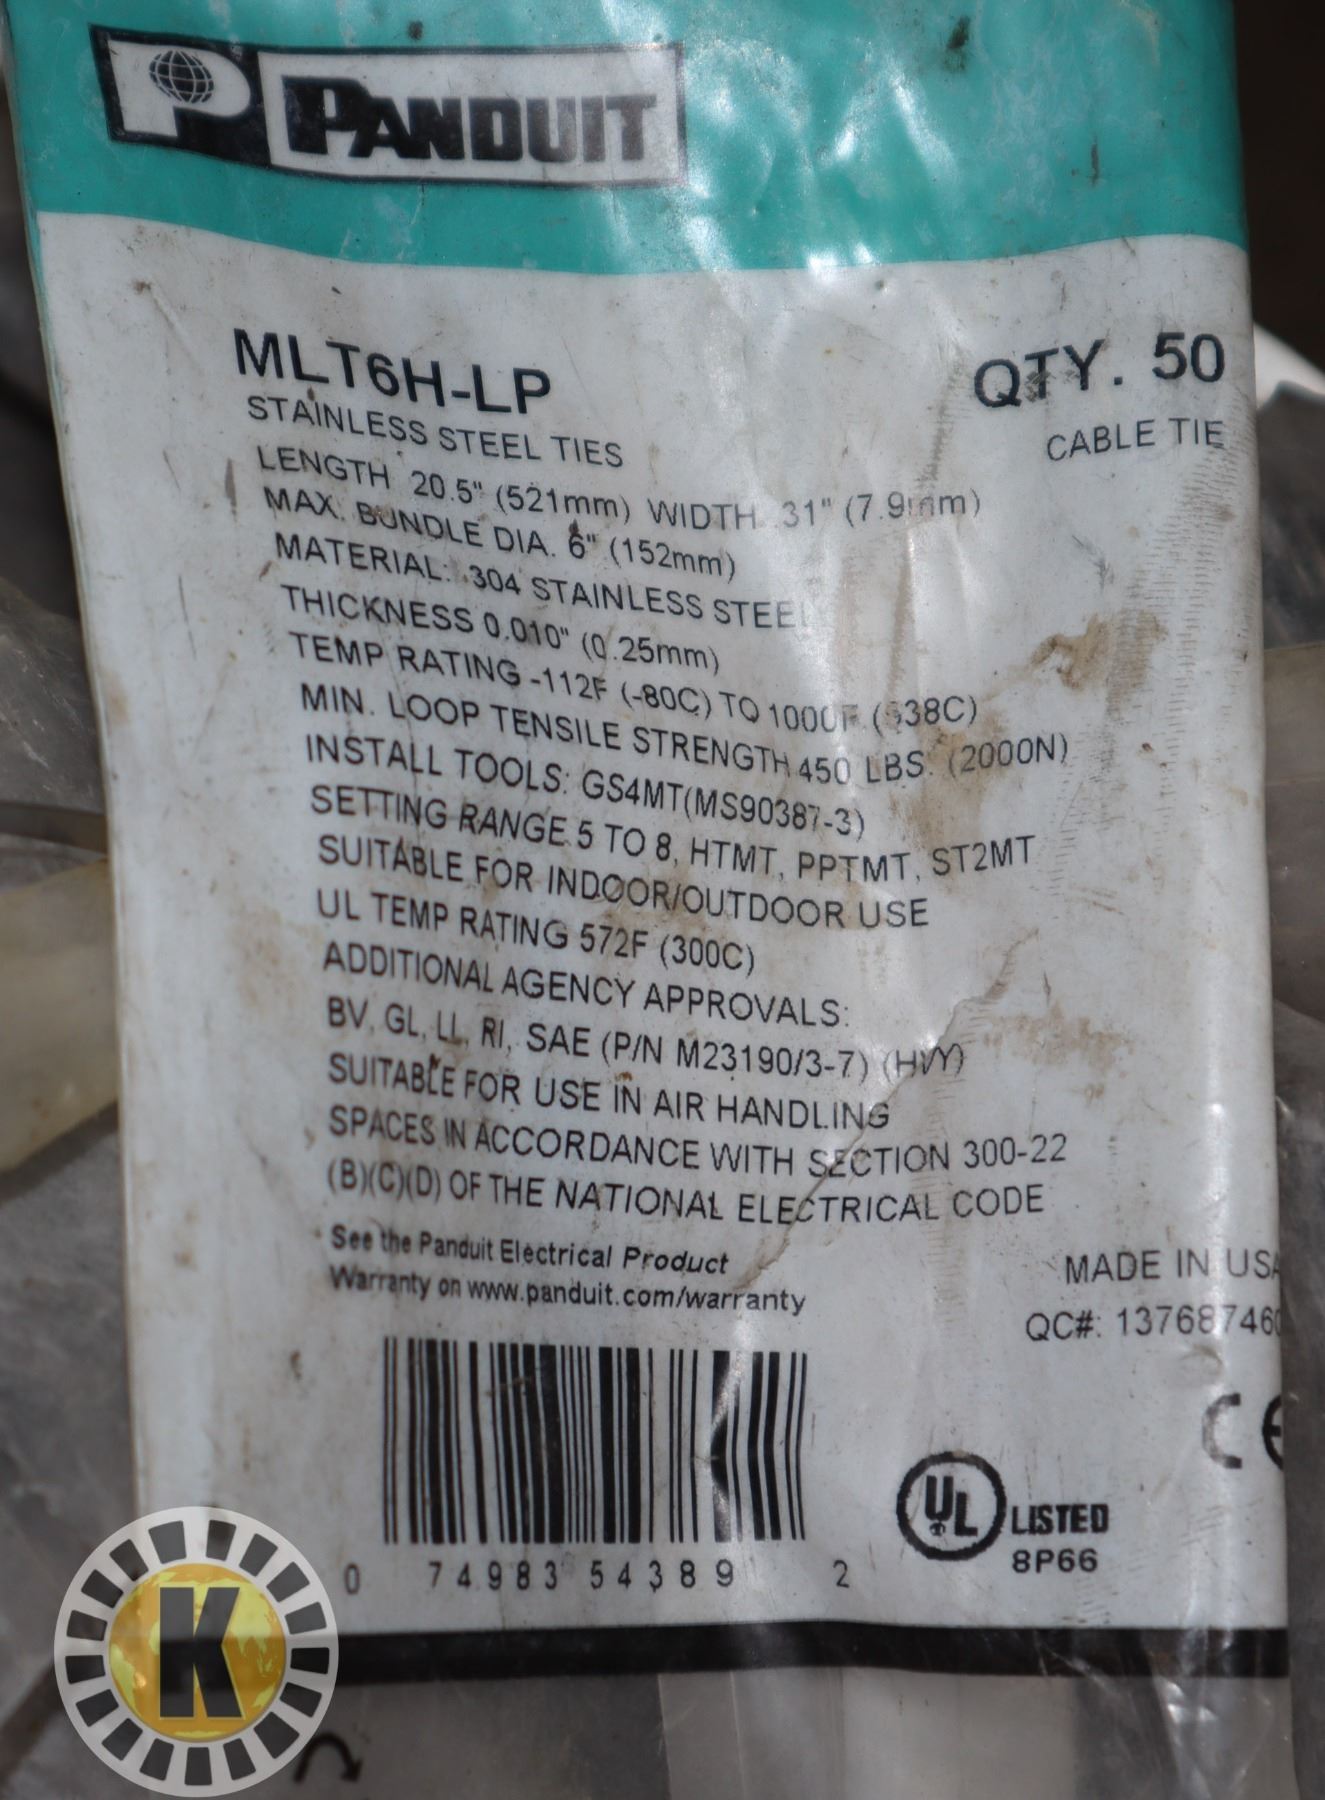 P PANDUIT
MLT6H-LP QTY. 50
STAINLESS STEEL TIES CABLE TIE
LENGTH 20.5" (521mm) WIDTH .31" (7.9mm)
MAX. BUNDLE DIA. 6" (152mm)
MATERIAL: 304 STAINLESS STEEL
THICKNESS 0.010" (0.25mm)
TEMP RATING -112F (-80C) TO 1000F (538C)
MIN. LOOP TENSILE STRENGTH 450 LBS. (2000N)
INSTALL TOOLS: GS4MT(MS90387-3)
SETTING RANGE 5 TO 8, HTMT, PPTMT, ST2MT
SUITABLE FOR INDOOR/OUTDOOR USE
UL TEMP RATING 572F (300C)
ADDITIONAL AGENCY APPROVALS:
BV, GL, LL, RI, SAE (P/N M23190/3-7) (HVY)
SUITABLE FOR USE IN AIR HANDLING
SPACES IN ACCORDANCE WITH SECTION 300-22
(B)(C)(D) OF THE NATIONAL ELECTRICAL CODE
See the Panduit Electrical Product
Warranty on www.panduit.com/warranty
MADE IN USA
QC#: 137687460
CE
UL LISTED
8P66
0 74983 54389 2
K